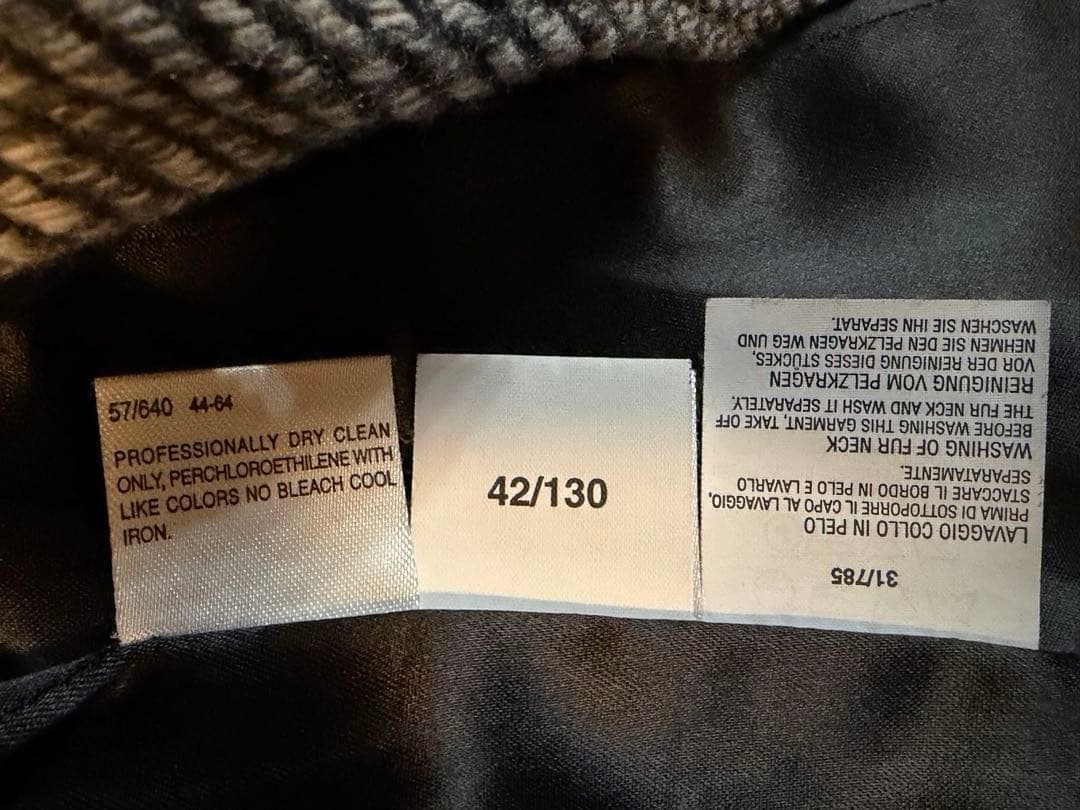 57/640 44-64
PROFESSIONALLY DRY CLEAN
ONLY, PERCHLOROETHILENE WITH
LIKE COLORS NO BLEACH COOL
IRON.
42/130
31/785
LAVAGGIO COLLO IN PELO
PRIMA DI SOTTOPORRE IL CAPO AL LAVAGGIO,
STACCARE IL BORDO IN PELO E LAVARLO
SEPARATAMENTE.
WASHING OF FUR NECK
BEFORE WASHING THIS GARMENT, TAKE OFF
THE FUR NECK AND WASH IT SEPARATELY.
REINIGUNG VOM PELZKRAGEN
VOR DER REINIGUNG DIESES STÜCKES,
NEHMEN SIE DEN PELZKRAGEN WEG UND
WASCHEN SIE IHN SEPARAT.